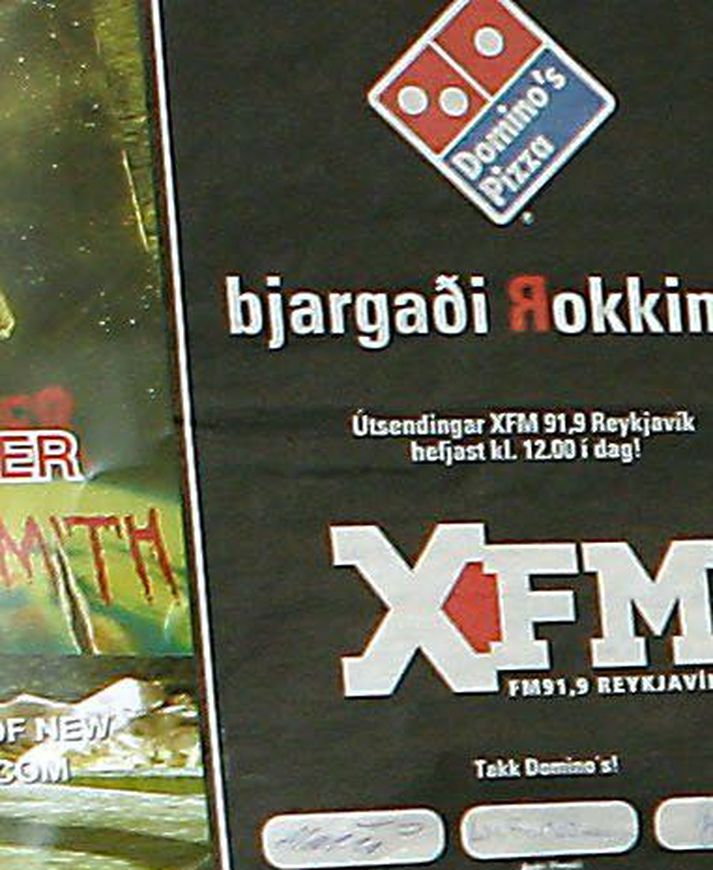 Domino's
Pizza
bjargaði Rokkin
Útsendingar XFM 91,9 Reykjavík
hefjast kl. 12.00 í dag!
ER
MITH
XFM
FM91,9 REYKJAVÍ
OF NEW
COM
Takk Domino's!